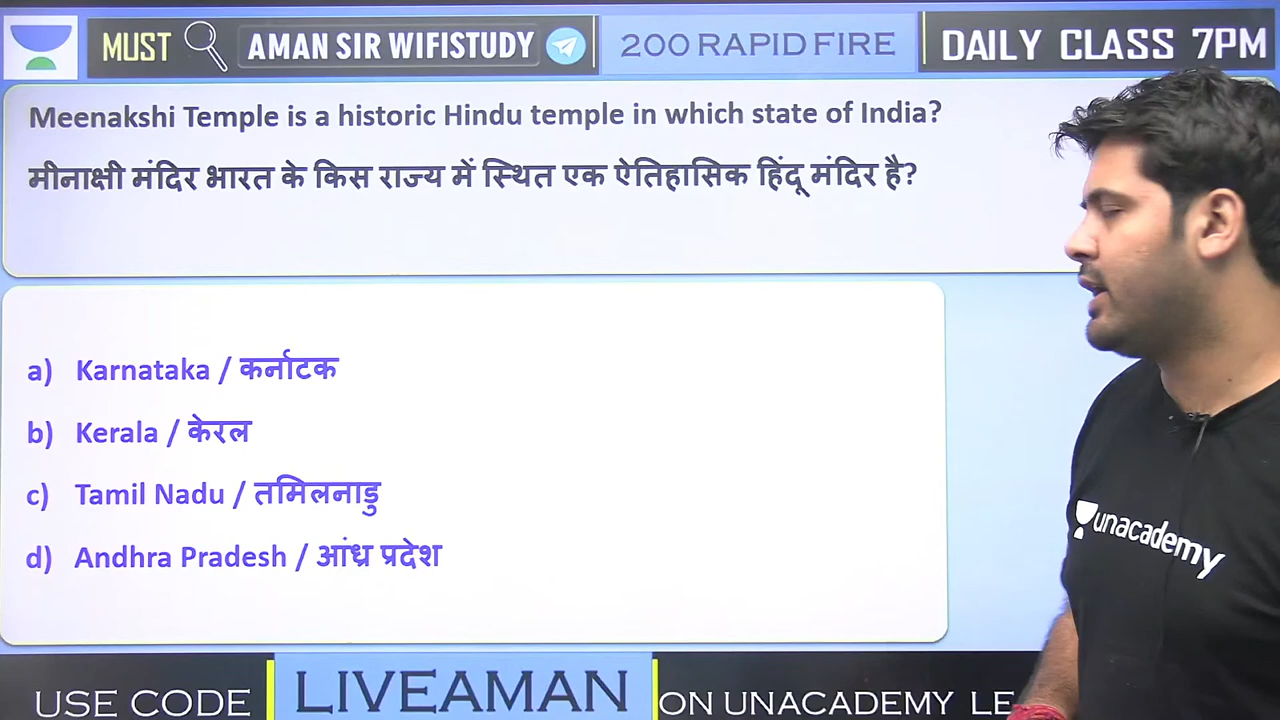 MUST AMAN SIR WIFISTUDY 200 RAPID FIRE DAILY CLASS 7PM
Meenakshi Temple is a historic Hindu temple in which state of India?
मीनाक्षी मंदिर भारत के किस राज्य में स्थित एक ऐतिहासिक हिंदू मंदिर है?
a) Karnataka / कर्नाटक
b) Kerala / केरल
c) Tamil Nadu / तमिलनाडु
d) Andhra Pradesh / आंध्र प्रदेश
unacademy
USE CODE LIVEAMAN ON UNACADEMY LE